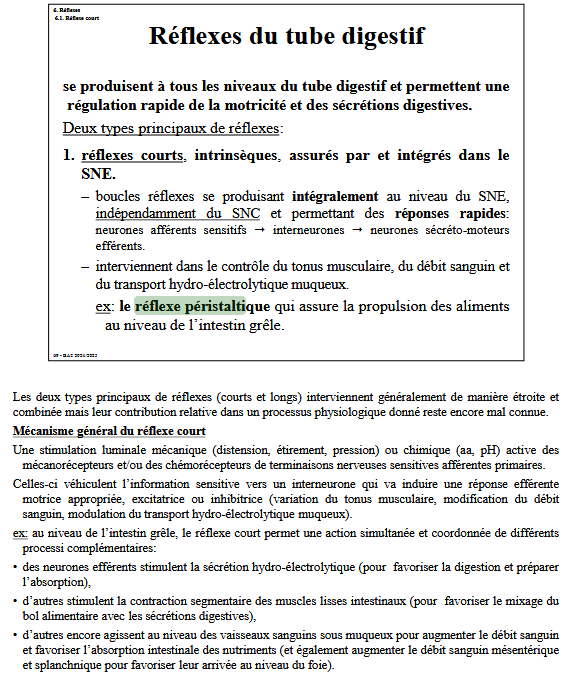 6. Réflexes
6.1. Réflexe court
Réflexes du tube digestif
se produisent à tous les niveaux du tube digestif et permettent une
régulation rapide de la motricité et des sécrétions digestives.
Deux types principaux de réflexes:
1. réflexes courts, intrinsèques, assurés par et intégrés dans le
SNE.
– boucles réflexes se produisant intégralement au niveau du SNE,
indépendamment du SNC et permettant des réponses rapides:
neurones afférents sensitifs → interneurones → neurones sécréto-moteurs
efférents.
– interviennent dans le contrôle du tonus musculaire, du débit sanguin et
du transport hydro-électrolytique muqueux.
ex: le réflexe péristaltique qui assure la propulsion des aliments
au niveau de l'intestin grêle.
Les deux types principaux de réflexes (courts et longs) interviennent généralement de manière étroite et
combinée mais leur contribution relative dans un processus physiologique donné reste encore mal connue.
Mécanisme général du réflexe court
Une stimulation luminale mécanique (distension, étirement, pression) ou chimique (aa, pH) active des
mécanorécepteurs et/ou des chémorécepteurs de terminaisons nerveuses sensitives afférentes primaires.
Celles-ci véhiculent l'information sensitive vers un interneurone qui va induire une réponse efférente
motrice appropriée, excitatrice ou inhibitrice (variation du tonus musculaire, modification du débit
sanguin, modulation du transport hydro-électrolytique muqueux).
ex: au niveau de l'intestin grêle, le réflexe court permet une action simultanée et coordonnée de différents
processi complémentaires:
• des neurones efférents stimulent la sécrétion hydro-électrolytique (pour favoriser la digestion et préparer
l'absorption),
• d'autres stimulent la contraction segmentaire des muscles lisses intestinaux (pour favoriser le mixage du
bol alimentaire avec les sécrétions digestives),
• d'autres encore agissent au niveau des vaisseaux sanguins sous muqueux pour augmenter le débit sanguin
et favoriser l'absorption intestinale des nutriments (et également augmenter le débit sanguin mésentérique
et splanchnique pour favoriser leur arrivée au niveau du foie).